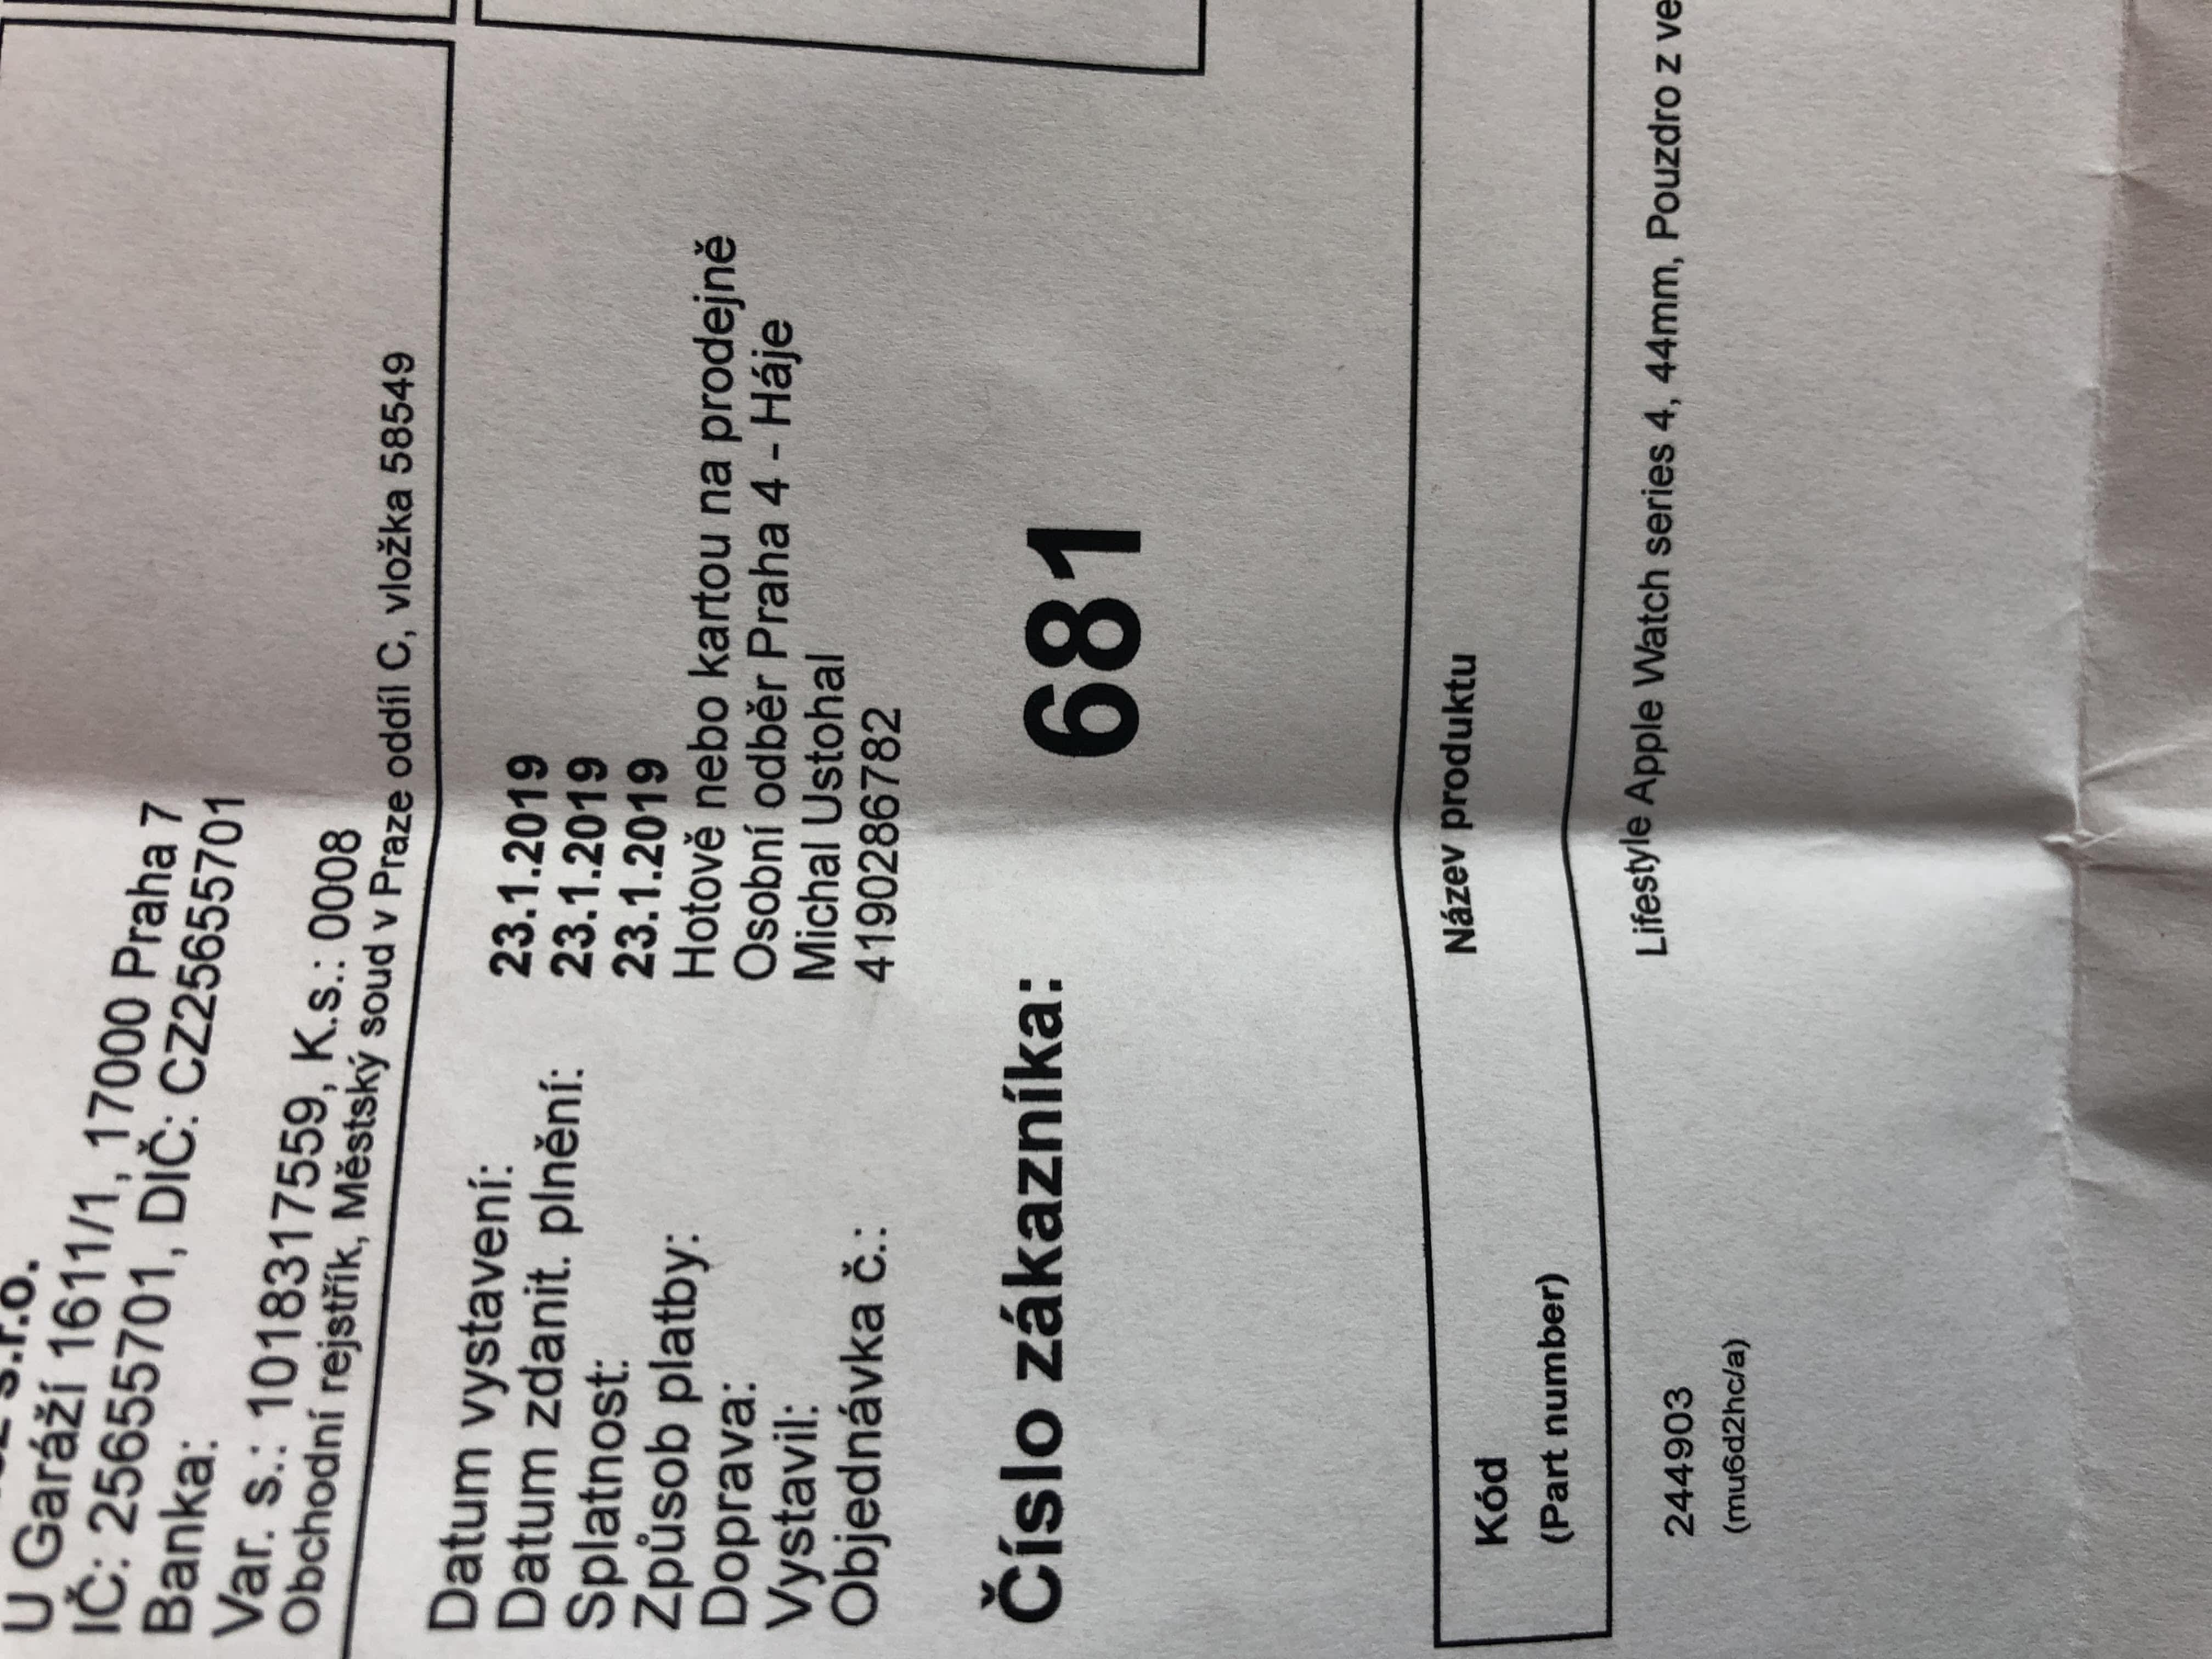 s.r.o.
U Garáží 1611/1, 17000 Praha 7
IČ: 25655701, DIČ: CZ25655701
Banka:
Var. s.: 1018317559, K.s.: 0008
Obchodní rejstřík, Městský soud v Praze oddíl C, vložka 58549
Datum vystavení: 23.1.2019
Datum zdanit. plnění: 23.1.2019
Splatnost: 23.1.2019
Způsob platby: Hotově nebo kartou na prodejně
Doprava: Osobní odběr Praha 4 - Háje
Vystavil: Michal Ustohal
Objednávka č.: 4190286782
Číslo zákazníka: 681
Kód Název produktu
(Part number)
244903 Lifestyle Apple Watch series 4, 44mm, Pouzdro z ve
(mu6d2hc/a)